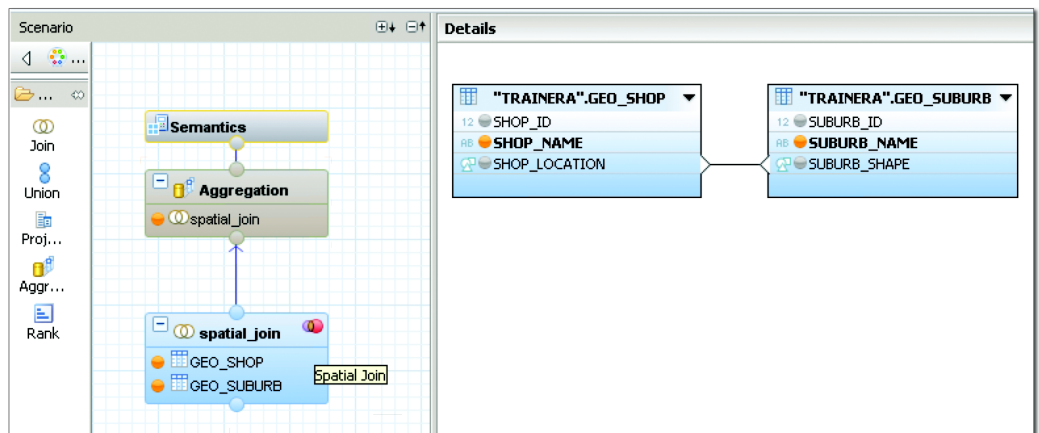 Scenario
...
...
Join
Union
Proj...
Aggr...
Rank
Semantics
Aggregation
spatial_join
spatial_join
GEO_SHOP
GEO_SUBURB
Spatial Join
Details
"TRAINERA".GEO_SHOP
12 SHOP_ID
AB SHOP_NAME
SHOP_LOCATION
"TRAINERA".GEO_SUBURB
12 SUBURB_ID
AB SUBURB_NAME
SUBURB_SHAPE